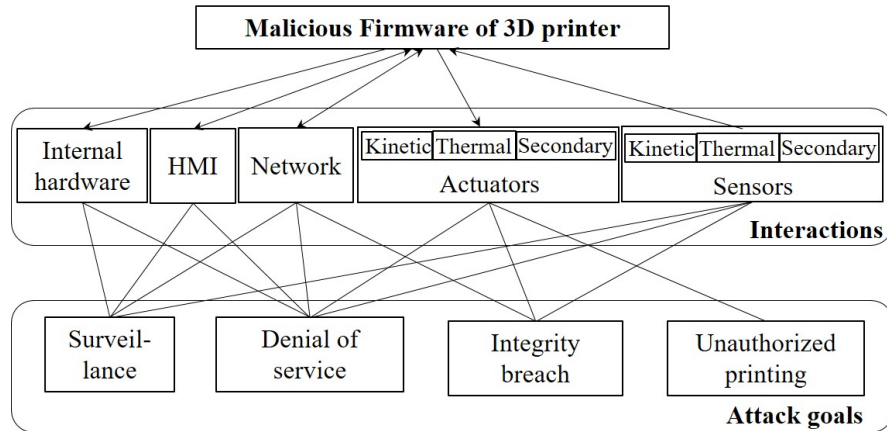 Malicious Firmware of 3D printer
Internal
hardware
HMI
Network
Kinetic Thermal Secondary
Actuators
Kinetic Thermal Secondary
Sensors
Interactions
Surveil-
lance
Denial of
service
Integrity
breach
Unauthorized
printing
Attack goals